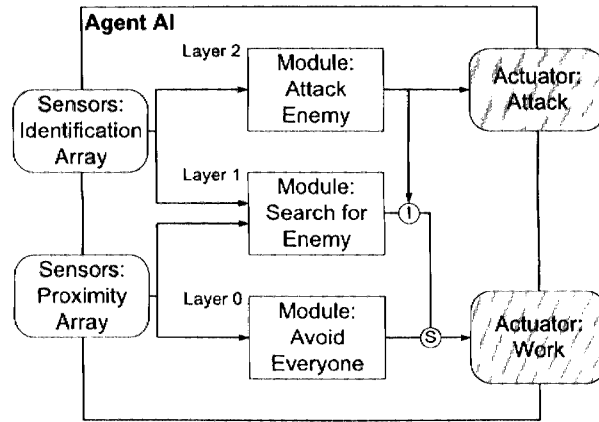 Agent AI
Layer 2
Module:
Attack
Enemy
Actuator:
Attack
Sensors:
Identification
Array
Layer 1
Module:
Search for
Enemy
I
Sensors:
Proximity
Array
Layer 0
Module:
Avoid
Everyone
S
Actuator:
Work